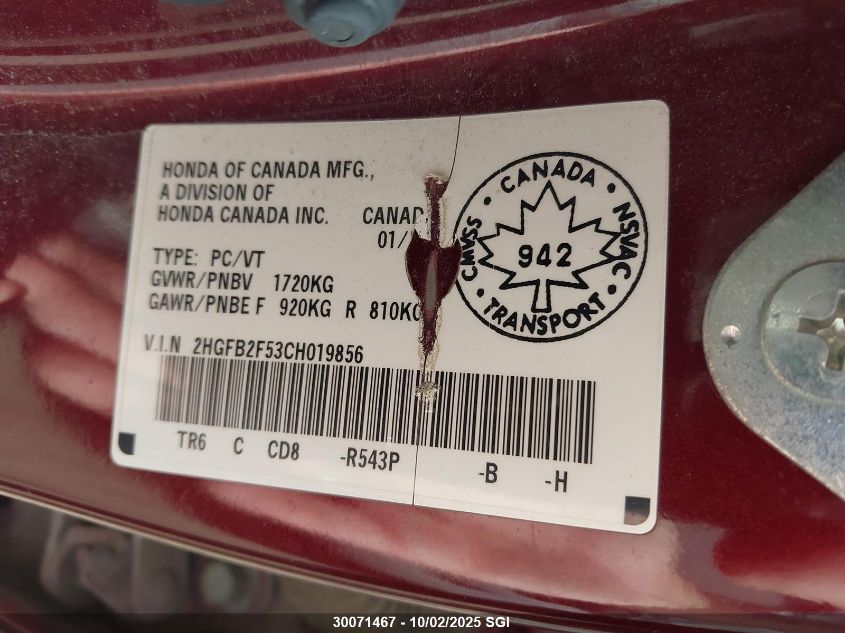 HONDA OF CANADA MFG.,
A DIVISION OF
HONDA CANADA INC. 
01/
TYPE: PC/VT
GVWR/PNBV 1720KG
GAWR/PNBE F 920KG R 810KG
V.I.N 2HGFB2F53CH019856
TR6 C CD8 -R543P -B -H
CANADA
CMVSS
NSVAC
942
TRANSPORT
30071467 - 10/02/2025 SGI